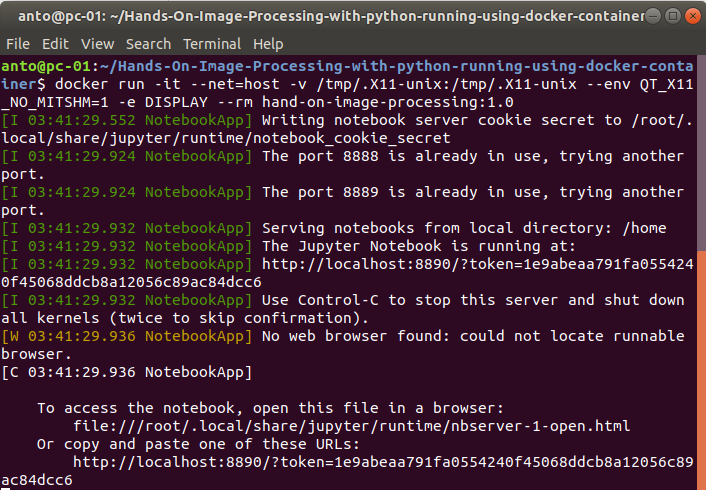 anto@pc-01: ~/Hands-On-Image-Processing-with-python-running-using-docker-container
File Edit View Search Terminal Help
anto@pc-01:~/Hands-On-Image-Processing-with-python-running-using-docker-conta
iner$ docker run -it --net=host -v /tmp/.X11-unix:/tmp/.X11-unix --env QT_X11
_NO_MITSHM=1 -e DISPLAY --rm hand-on-image-processing:1.0
[I 03:41:29.552 NotebookApp] Writing notebook server cookie secret to /root/.
local/share/jupyter/runtime/notebook_cookie_secret
[I 03:41:29.924 NotebookApp] The port 8888 is already in use, trying another
port.
[I 03:41:29.924 NotebookApp] The port 8889 is already in use, trying another
port.
[I 03:41:29.932 NotebookApp] Serving notebooks from local directory: /home
[I 03:41:29.932 NotebookApp] The Jupyter Notebook is running at:
[I 03:41:29.932 NotebookApp] http://localhost:8890/?token=1e9abeaa791fa055424
0f45068ddcb8a12056c89ac84dcc6
[I 03:41:29.932 NotebookApp] Use Control-C to stop this server and shut down
all kernels (twice to skip confirmation).
[W 03:41:29.936 NotebookApp] No web browser found: could not locate runnable
browser.
[C 03:41:29.936 NotebookApp]
To access the notebook, open this file in a browser:
file:///root/.local/share/jupyter/runtime/nbserver-1-open.html
Or copy and paste one of these URLs:
http://localhost:8890/?token=1e9abeaa791fa0554240f45068ddcb8a12056c89
ac84dcc6